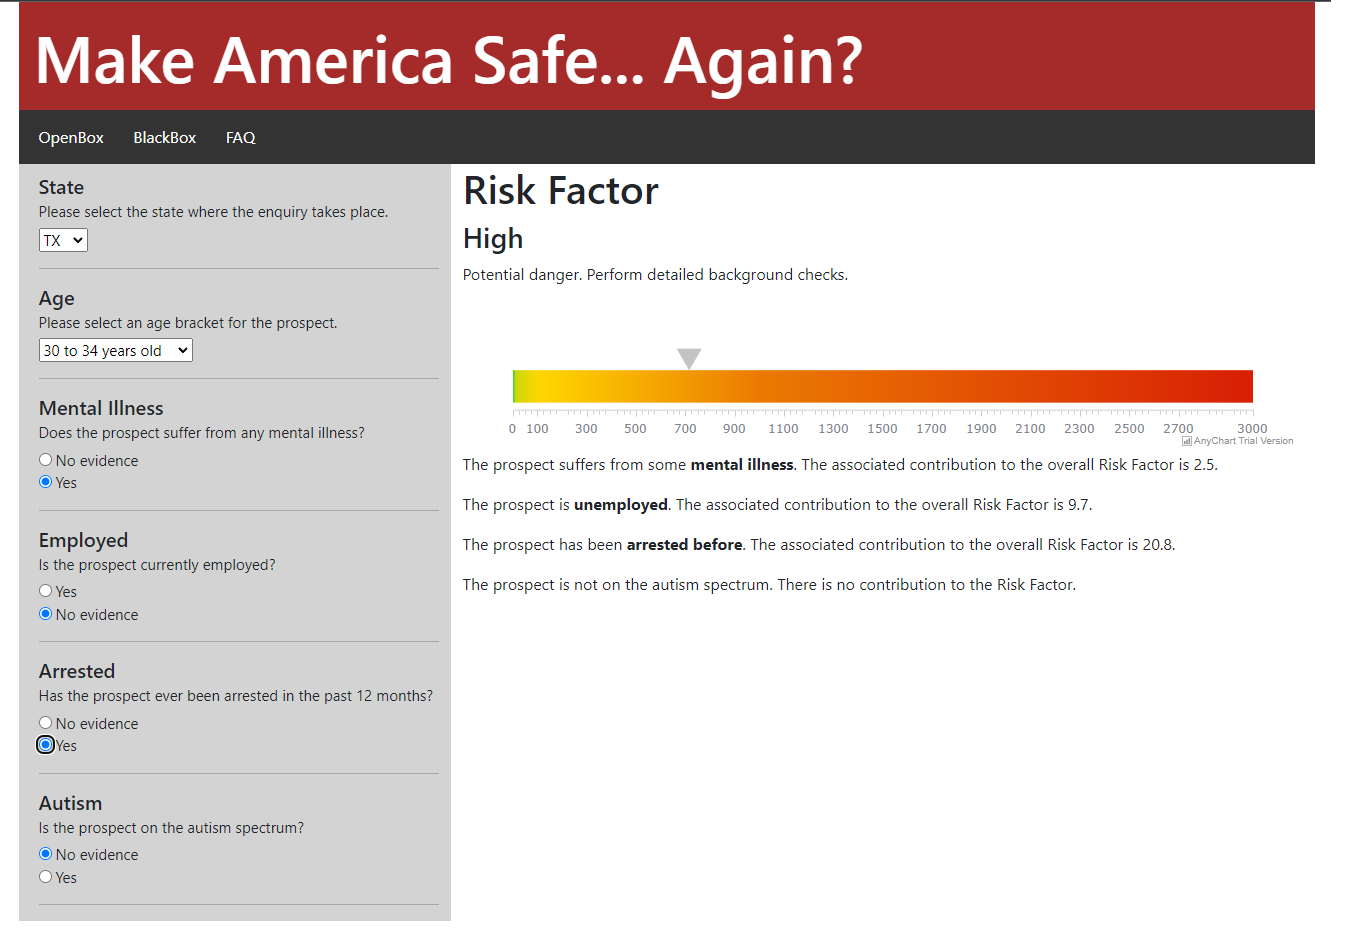 Make America Safe... Again?
OpenBox BlackBox FAQ
State
Please select the state where the enquiry takes place.
TX
Age
Please select an age bracket for the prospect.
30 to 34 years old
Mental Illness
Does the prospect suffer from any mental illness?
No evidence
Yes
Employed
Is the prospect currently employed?
Yes
No evidence
Arrested
Has the prospect ever been arrested in the past 12 months?
No evidence
Yes
Autism
Is the prospect on the autism spectrum?
No evidence
Yes
Risk Factor
High
Potential danger. Perform detailed background checks.
0 100 300 500 700 900 1100 1300 1500 1700 1900 2100 2300 2500 2700 3000
AnyChart Trial Version
The prospect suffers from some mental illness. The associated contribution to the overall Risk Factor is 2.5.
The prospect is unemployed. The associated contribution to the overall Risk Factor is 9.7.
The prospect has been arrested before. The associated contribution to the overall Risk Factor is 20.8.
The prospect is not on the autism spectrum. There is no contribution to the Risk Factor.